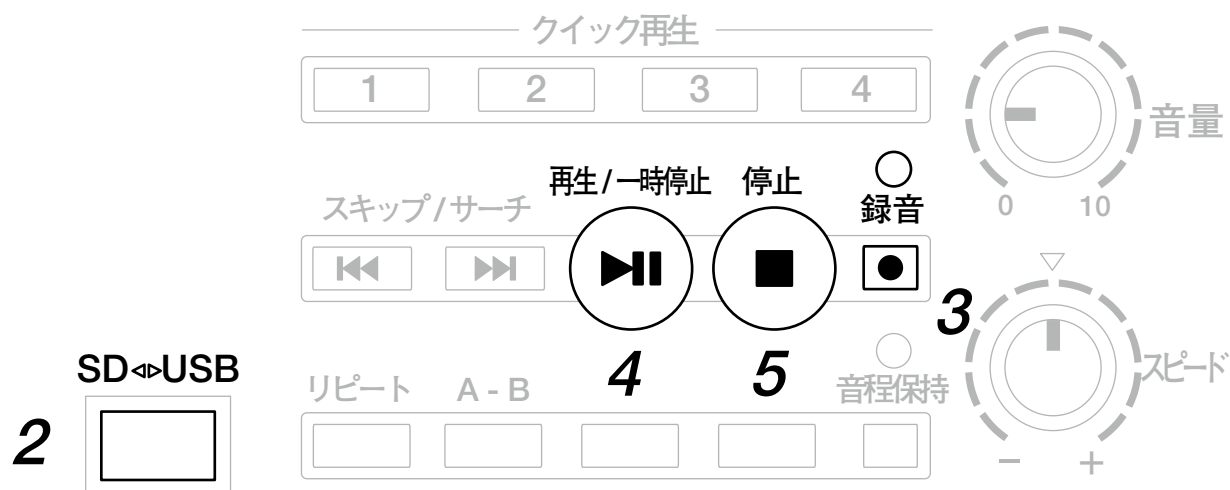 クイック再生
1 2 3 4
音量
0 10
スキップ/サーチ
再生/一時停止
停止
録音
3
SD⊲⊳USB
2
リピート
A - B
4
5
音程保持
スピード
− +